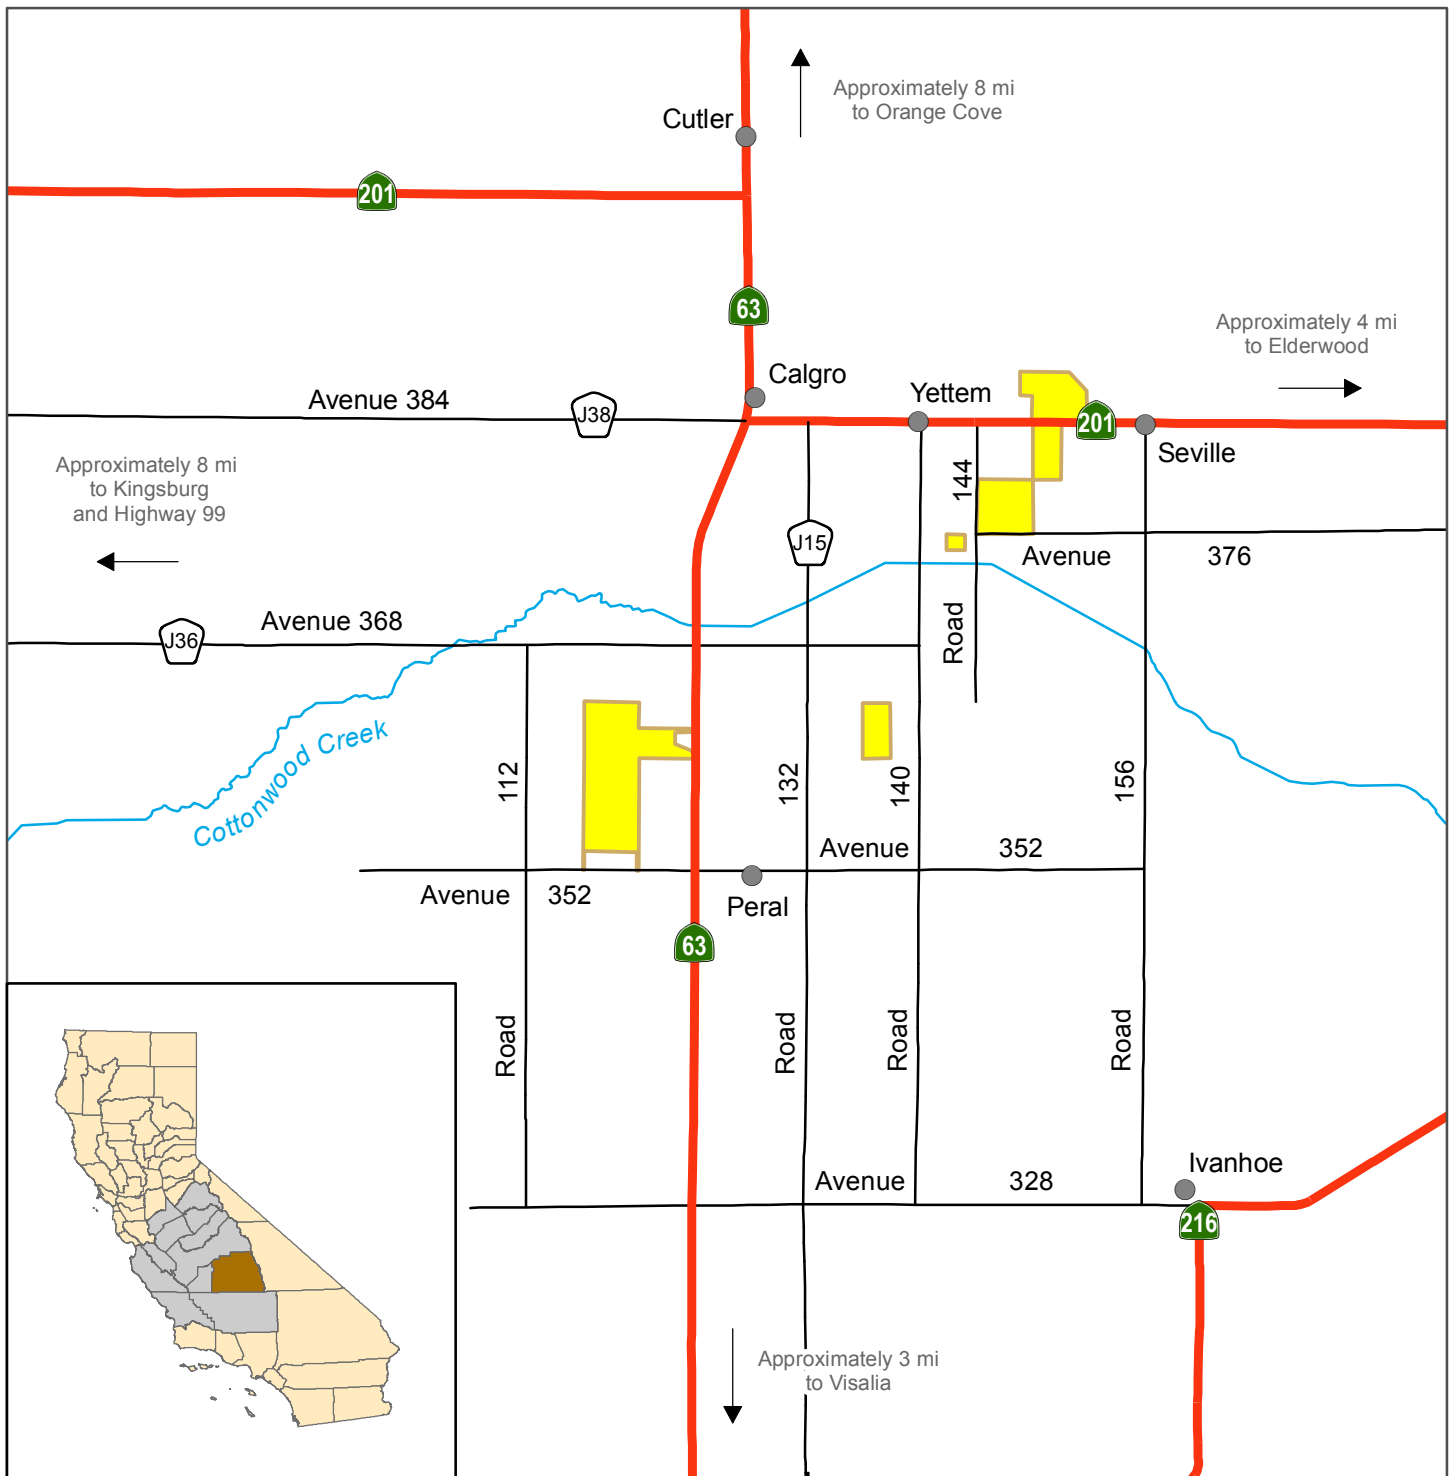 Approximately 8 mi
to Orange Cove
Cutler
201
63
Approximately 4 mi
to Elderwood
Calgro
Yettem
Avenue 384
J38
201
Seville
Approximately 8 mi
to Kingsburg
and Highway 99
144
J15
Avenue 376
Avenue 368
J36
Road
Cottonwood Creek
112
132
140
156
Avenue 352
Avenue 352
Peral
63
Road
Road
Road
Road
Ivanhoe
Avenue 328
216
Approximately 3 mi
to Visalia